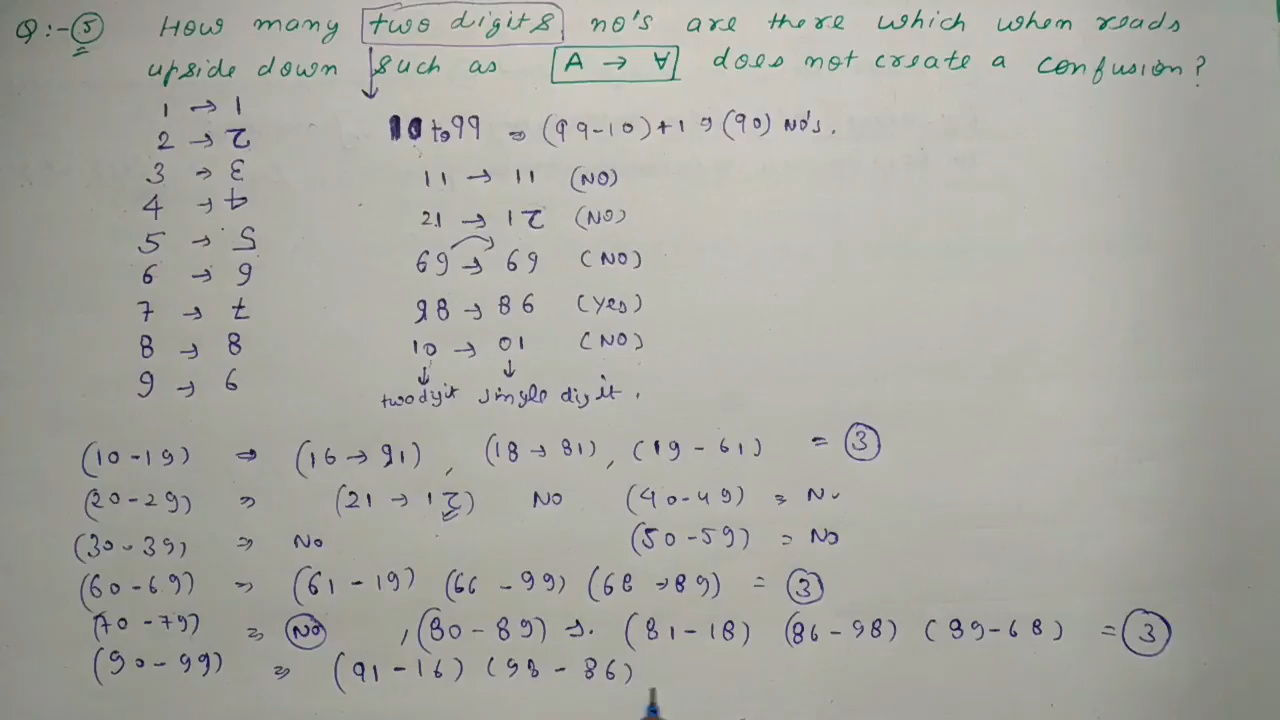 Q:-⑤ How many two digits no's are there which when reads
upside down such as A → ∀ does not create a confusion?
1 → 1
2 → 2
3 → 3
4 → 4
5 → 5
6 → 9
7 → 7
8 → 8
9 → 6
10 to 99 ⇒ (99-10)+1 ⇒ (90) No's.
11 → 11 (NO)
21 → 12 (NO)
69 → 69 (NO)
98 → 86 (Yes)
10 → 01 (NO)
two digit single digit.
(10-19) ⇒ (16→91), (18→81), (19-61) = ③
(20-29) ⇒ (21→12) NO (40-49) = No
(30-39) ⇒ No (50-59) = No
(60-69) ⇒ (61-19) (66-99) (68→89) = ③
(70-79) ⇒ No , (80-89) ⇒. (81-18) (86-98) (89-68) = ③
(90-99) ⇒ (91-16) (98-86)